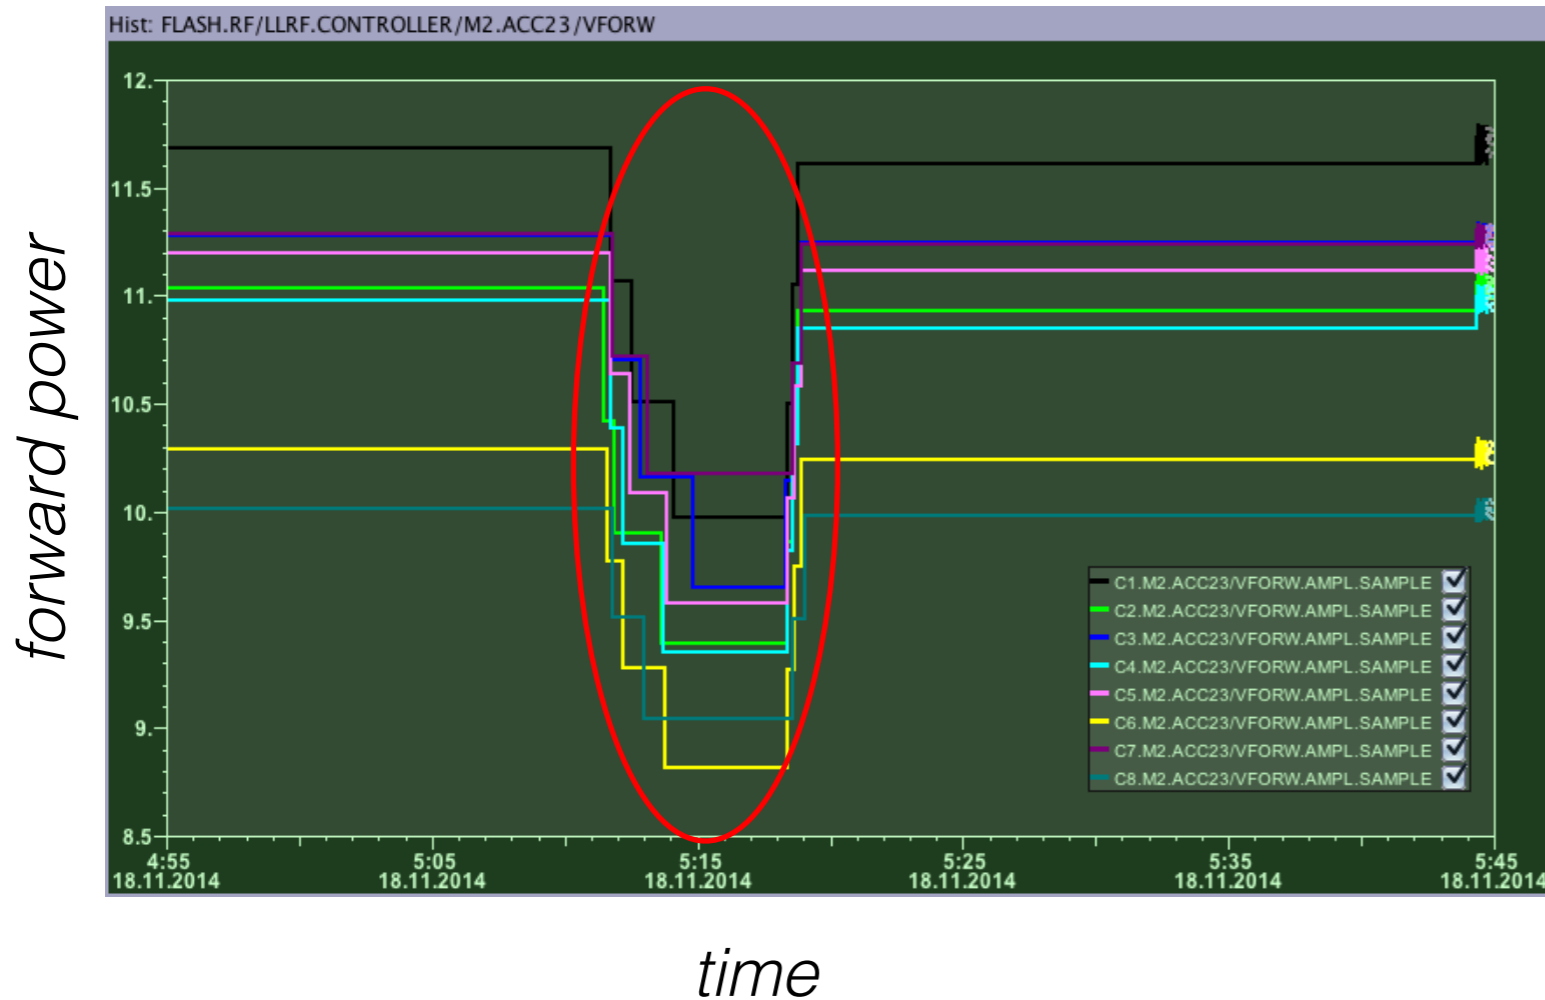 Hist: FLASH.RF/LLRF.CONTROLLER/M2.ACC23/VFORW
forward power
12.
11.5
11.
10.5
10.
9.5
9.
8.5
4:55 5:05 5:15 5:25 5:35 5:45
18.11.2014 18.11.2014 18.11.2014 18.11.2014 18.11.2014 18.11.2014
C1.M2.ACC23/VFORW.AMPL.SAMPLE
C2.M2.ACC23/VFORW.AMPL.SAMPLE
C3.M2.ACC23/VFORW.AMPL.SAMPLE
C4.M2.ACC23/VFORW.AMPL.SAMPLE
C5.M2.ACC23/VFORW.AMPL.SAMPLE
C6.M2.ACC23/VFORW.AMPL.SAMPLE
C7.M2.ACC23/VFORW.AMPL.SAMPLE
C8.M2.ACC23/VFORW.AMPL.SAMPLE
time